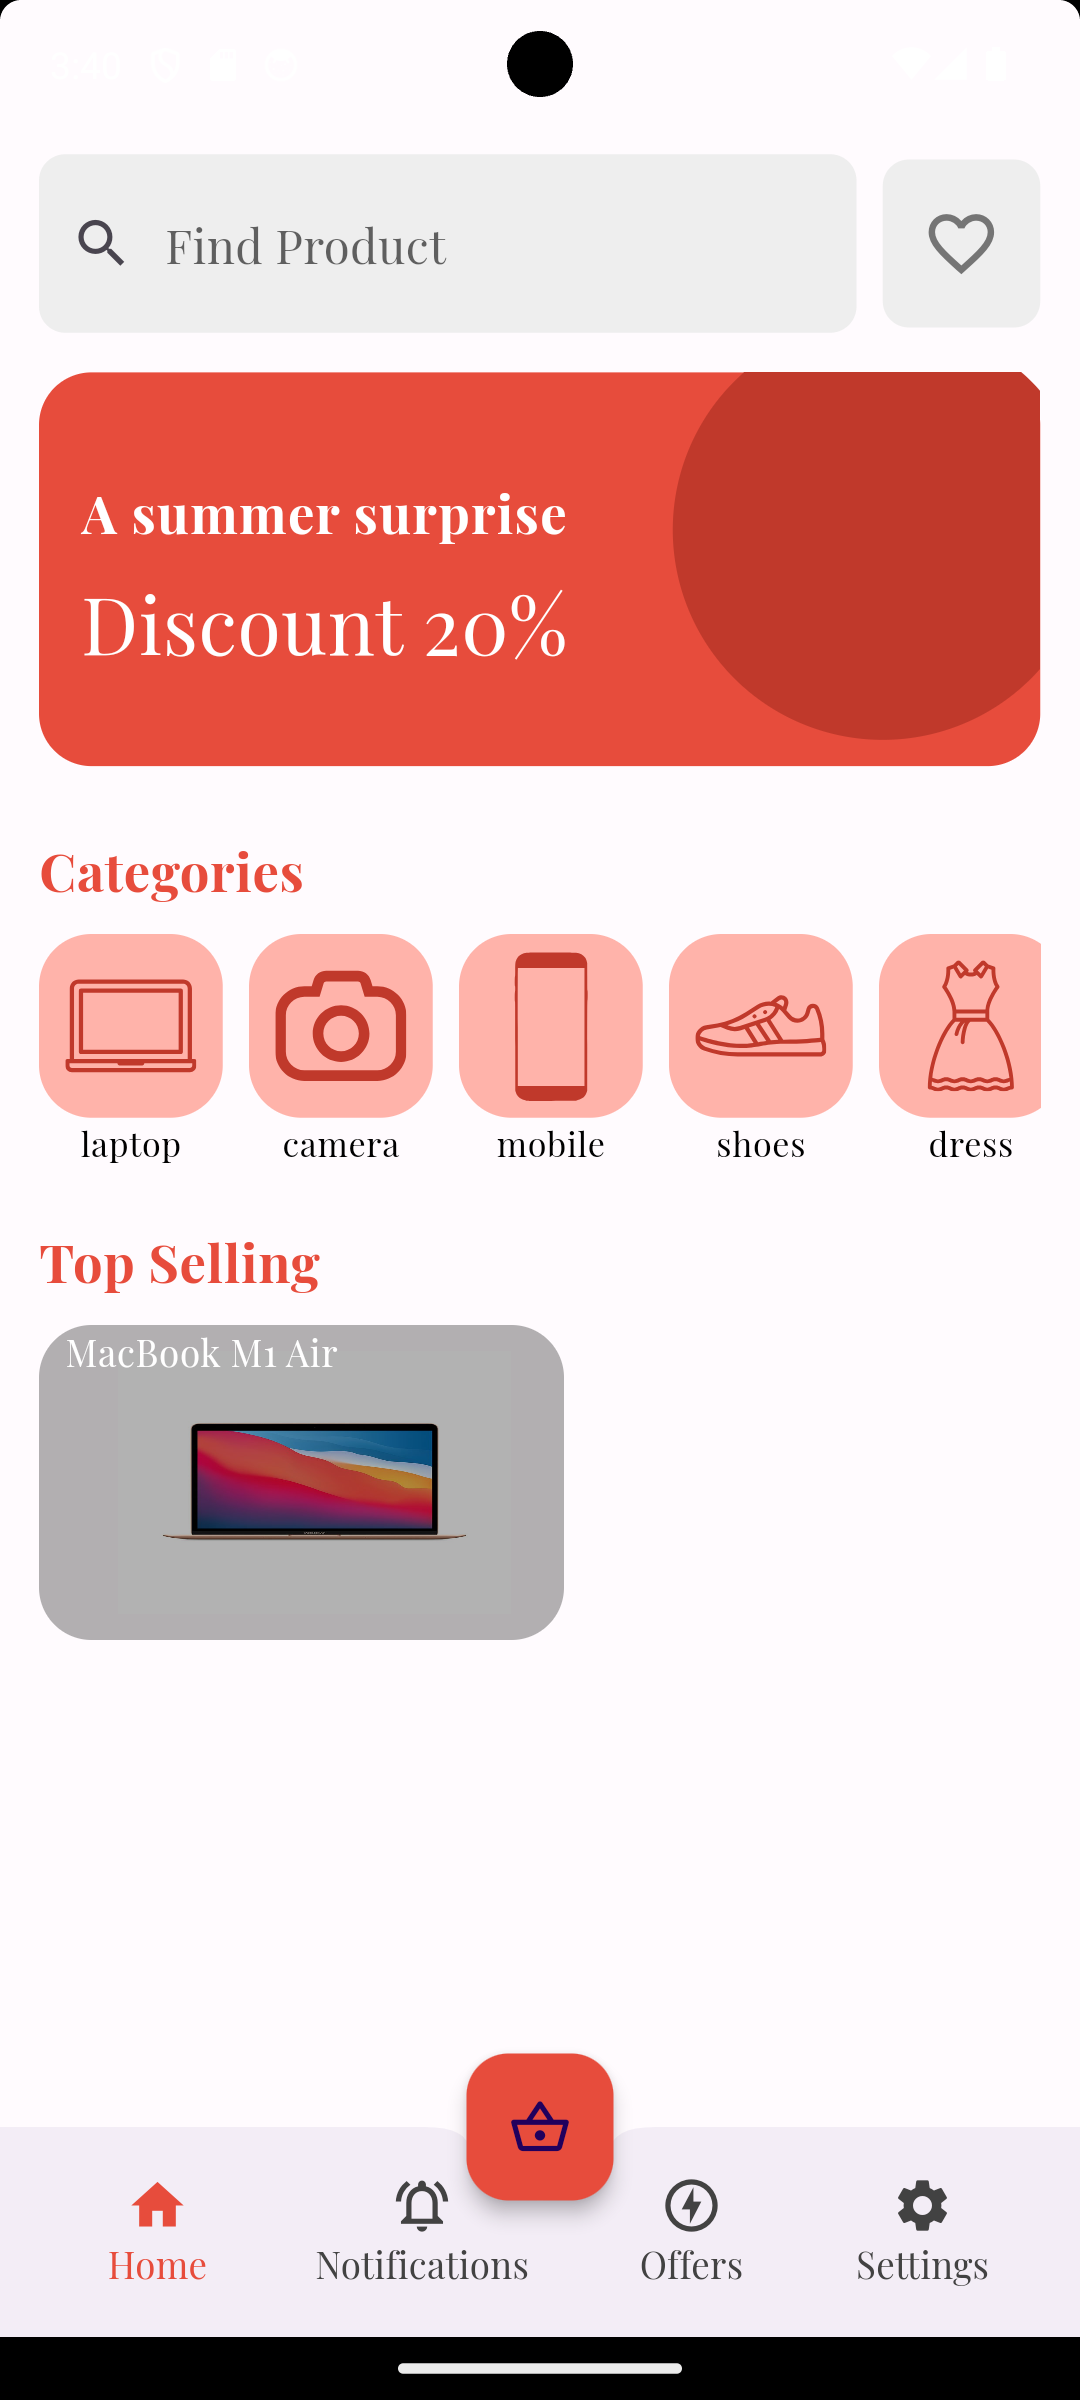 Find Product
A summer surprise
Discount 20%
Categories
laptop
camera
mobile
shoes
dress
Top Selling
MacBook M1 Air
Home
Notifications
Offers
Settings